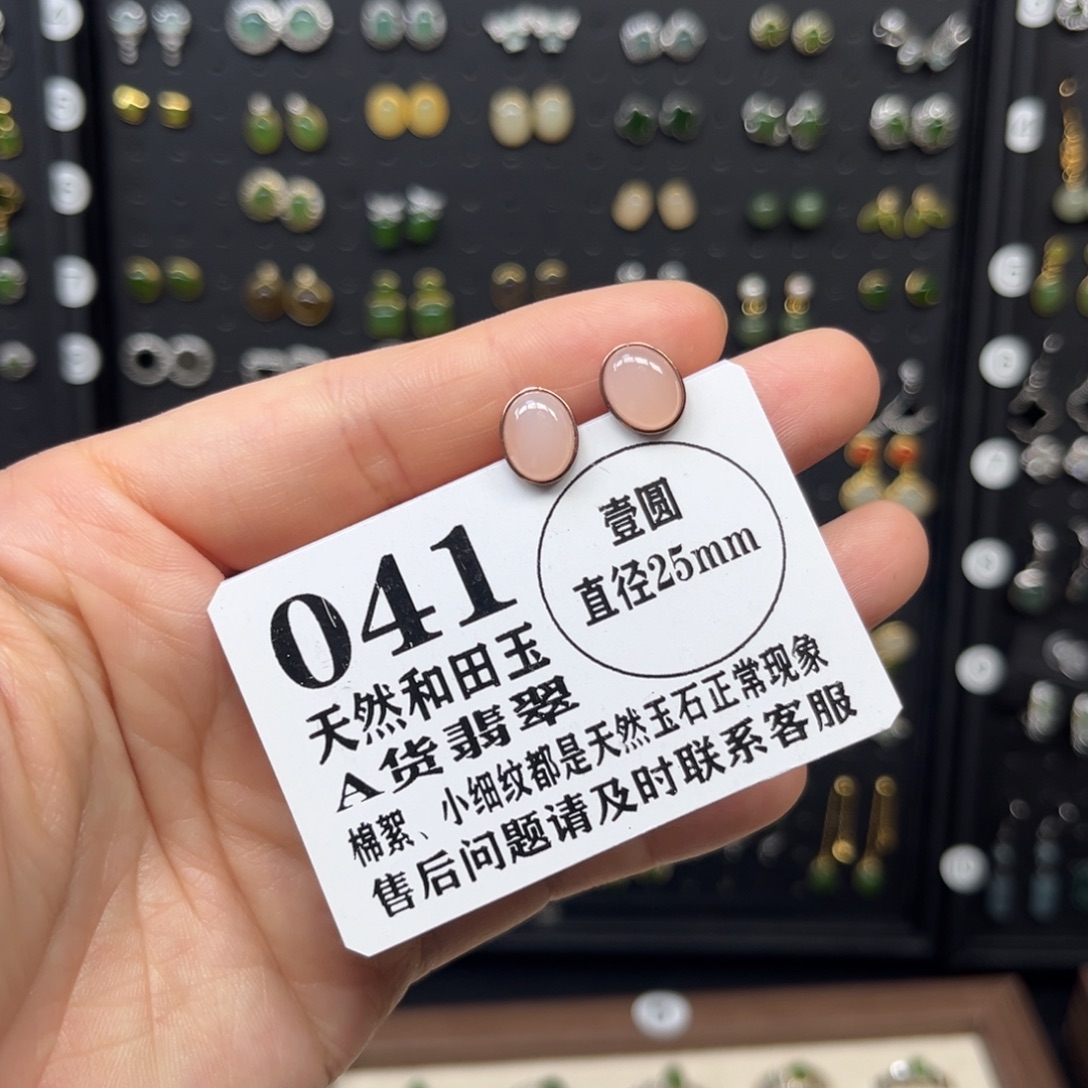 041
天然和田玉
A货翡翠
棉絮、小细纹都是天然玉石正常现象
售后问题请及时联系客服
壹圆
直径25mm